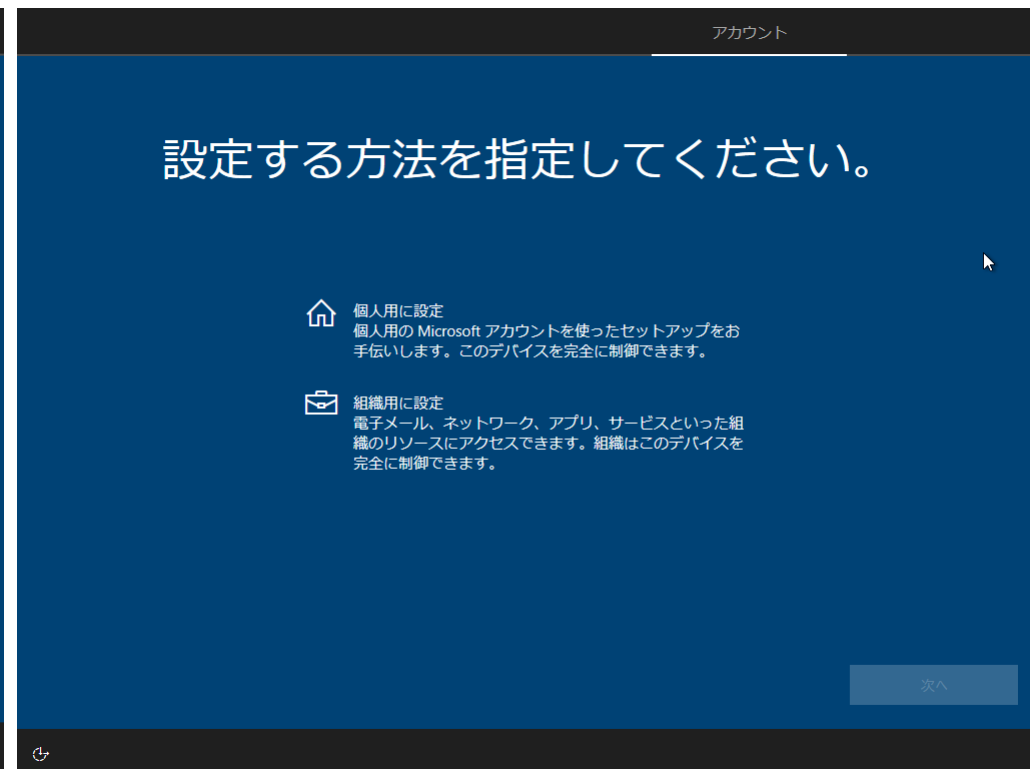 アカウント
設定する方法を指定してください。
個人用に設定
個人用の Microsoft アカウントを使ったセットアップをお
手伝いします。このデバイスを完全に制御できます。
組織用に設定
電子メール、ネットワーク、アプリ、サービスといった組
織のリソースにアクセスできます。組織はこのデバイスを
完全に制御できます。
次へ